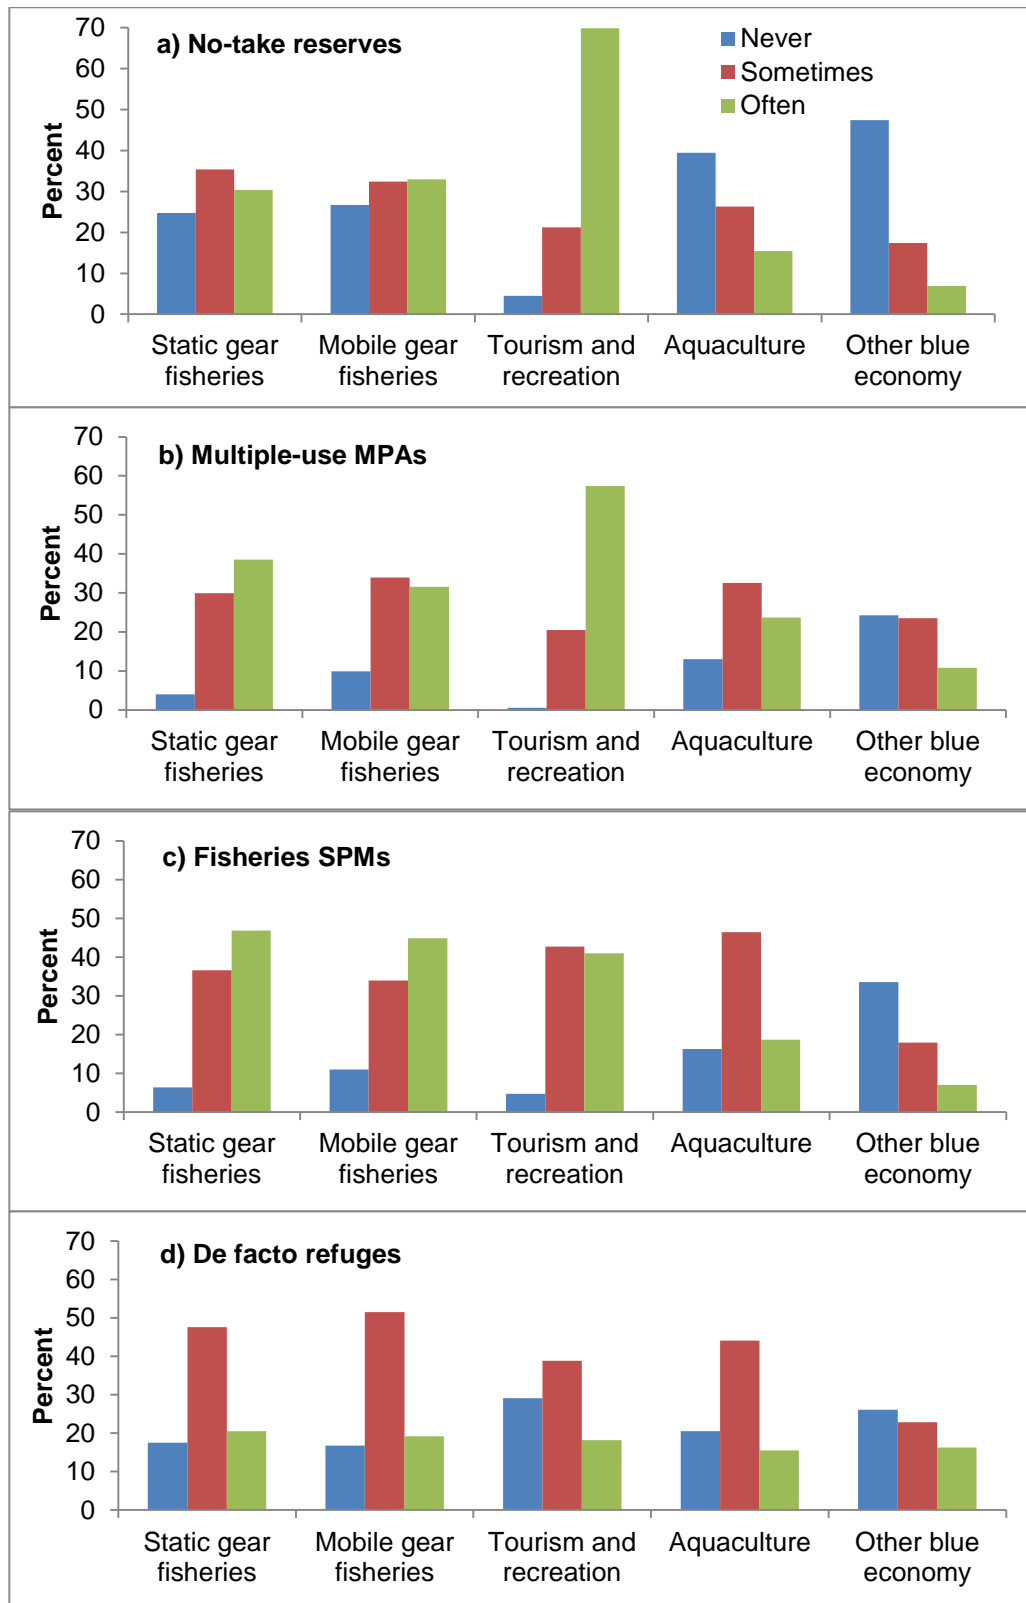 a) No-take reserves
Never
Sometimes
Often
Percent
70
60
50
40
30
20
10
0
Static gear
fisheries
Mobile gear
fisheries
Tourism and
recreation
Aquaculture
Other blue
economy
b) Multiple-use MPAs
Percent
70
60
50
40
30
20
10
0
Static gear
fisheries
Mobile gear
fisheries
Tourism and
recreation
Aquaculture
Other blue
economy
c) Fisheries SPMs
Percent
70
60
50
40
30
20
10
0
Static gear
fisheries
Mobile gear
fisheries
Tourism and
recreation
Aquaculture
Other blue
economy
d) De facto refuges
Percent
70
60
50
40
30
20
10
0
Static gear
fisheries
Mobile gear
fisheries
Tourism and
recreation
Aquaculture
Other blue
economy